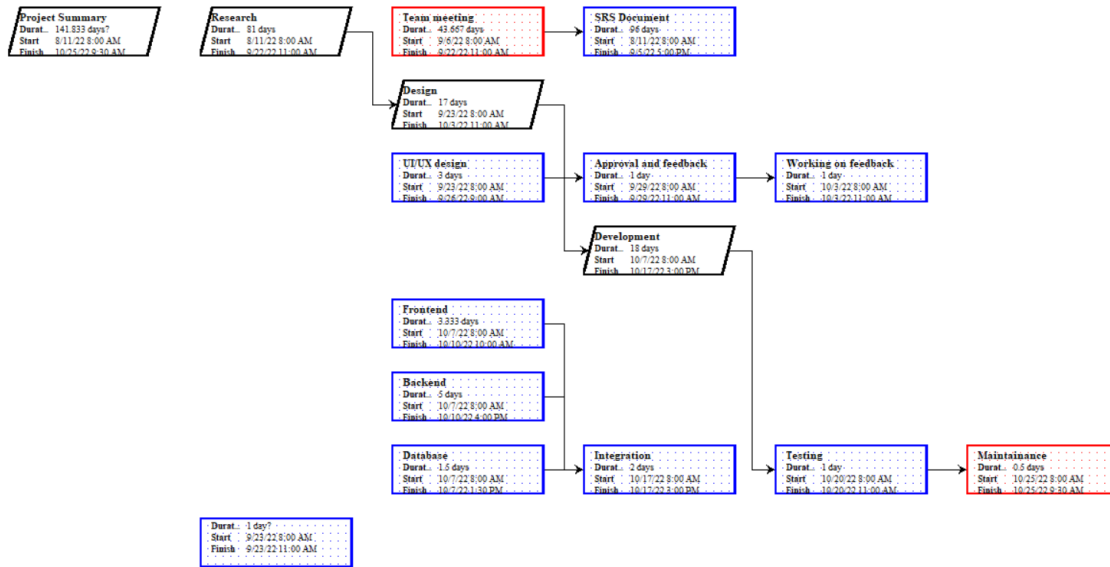 Project Summary
Durat... 141.833 days?
Start 8/11/22 8:00 AM
Finish 10/25/22 9:30 AM
Research
Durat... 81 days
Start 8/11/22 8:00 AM
Finish 9/22/22 11:00 AM
Team meeting
Durat... 43.667 days
Start 9/6/22 8:00 AM
Finish 9/22/22 11:00 AM
SRS Document
Durat... 96 days
Start 8/11/22 8:00 AM
Finish 9/5/22 5:00 PM
Design
Durat... 17 days
Start 9/23/22 8:00 AM
Finish 10/3/22 11:00 AM
UI/UX design
Durat... 3 days
Start 9/23/22 8:00 AM
Finish 9/26/22 9:00 AM
Approval and feedback
Durat... 1 day
Start 9/29/22 8:00 AM
Finish 9/29/22 11:00 AM
Working on feedback
Durat... 1 day
Start 10/3/22 8:00 AM
Finish 10/3/22 11:00 AM
Development
Durat... 18 days
Start 10/7/22 8:00 AM
Finish 10/17/22 3:00 PM
Frontend
Durat... 3.333 days
Start 10/7/22 8:00 AM
Finish 10/10/22 10:00 AM
Backend
Durat... 5 days
Start 10/7/22 8:00 AM
Finish 10/10/22 4:00 PM
Database
Durat... 1.5 days
Start 10/7/22 8:00 AM
Finish 10/7/22 1:30 PM
Integration
Durat... 2 days
Start 10/17/22 8:00 AM
Finish 10/17/22 3:00 PM
Testing
Durat... 1 day
Start 10/20/22 8:00 AM
Finish 10/20/22 11:00 AM
Maintainance
Durat... 0.5 days
Start 10/25/22 8:00 AM
Finish 10/25/22 9:30 AM
Durat... 1 day?
Start 9/23/22 8:00 AM
Finish 9/23/22 11:00 AM